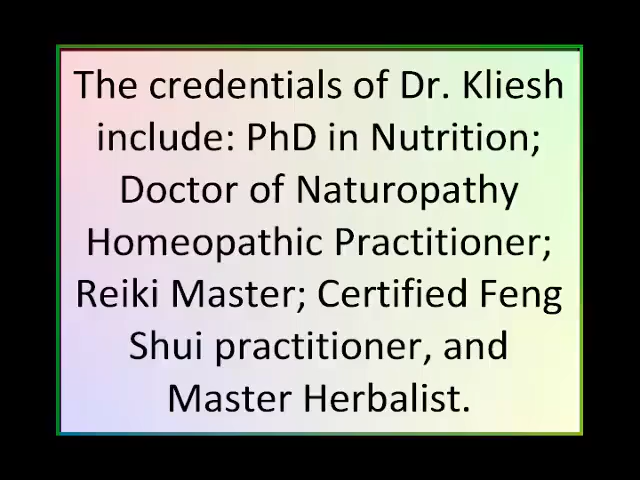 The credentials of Dr. Kliesh
include: PhD in Nutrition;
Doctor of Naturopathy
Homeopathic Practitioner;
Reiki Master; Certified Feng
Shui practitioner, and
Master Herbalist.